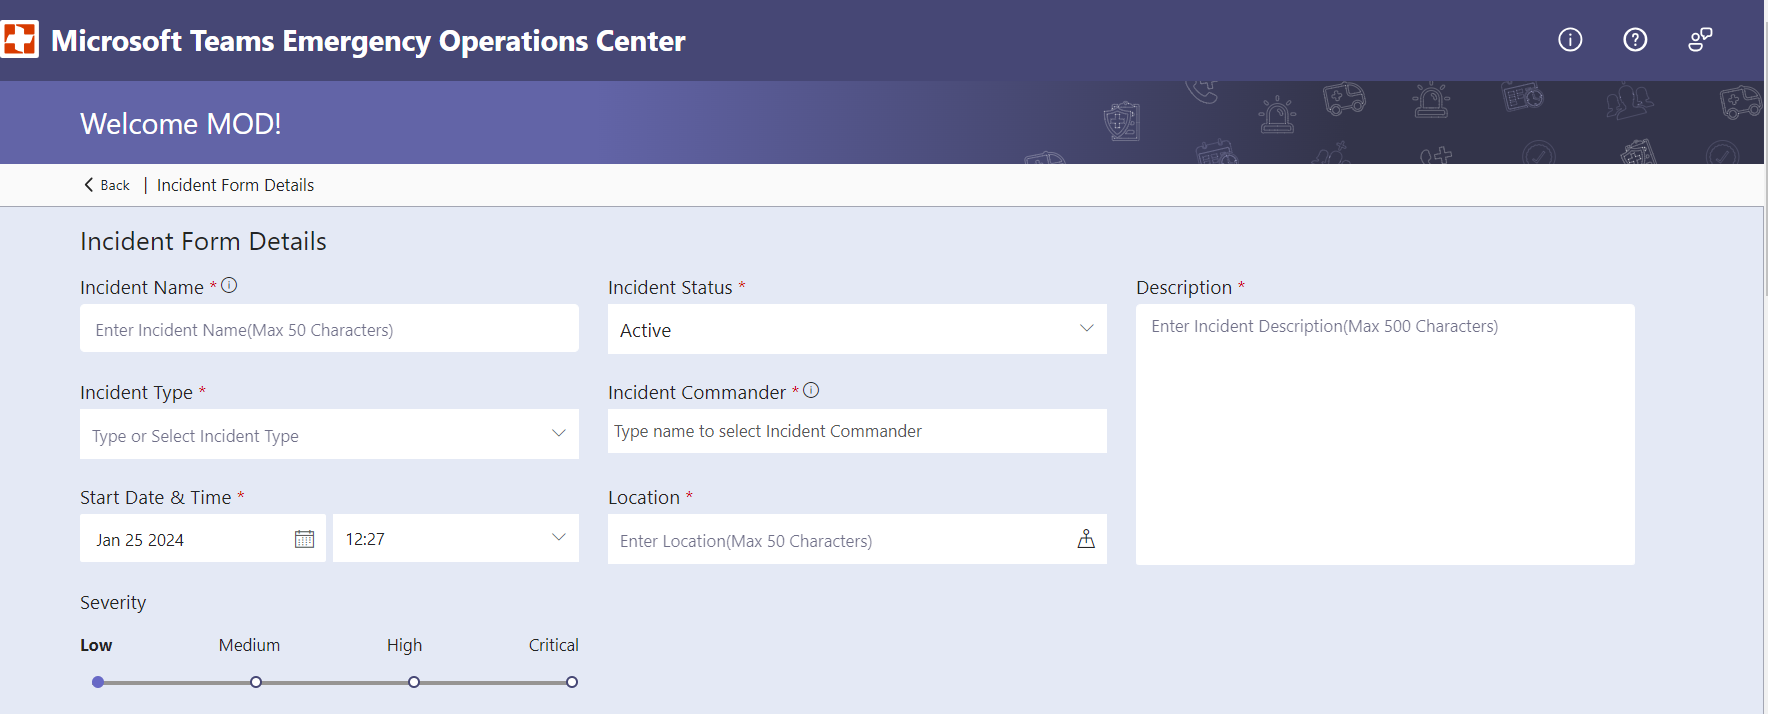 Microsoft Teams Emergency Operations Center
Welcome MOD!
Back | Incident Form Details
Incident Form Details
Incident Name *
Enter Incident Name(Max 50 Characters)
Incident Status *
Active
Description *
Enter Incident Description(Max 500 Characters)
Incident Type *
Type or Select Incident Type
Incident Commander *
Type name to select Incident Commander
Start Date & Time *
Jan 25 2024
12:27
Location *
Enter Location(Max 50 Characters)
Severity
Low Medium High Critical